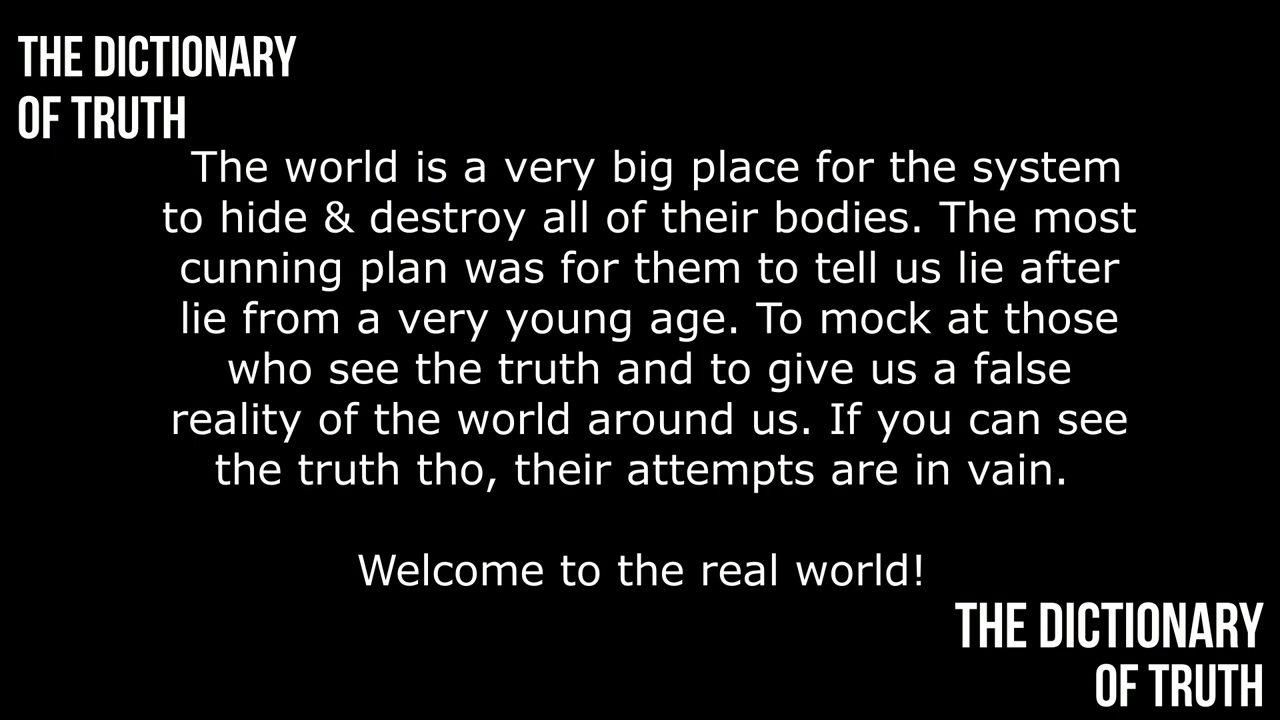 THE DICTIONARY
OF TRUTH
The world is a very big place for the system
to hide & destroy all of their bodies. The most
cunning plan was for them to tell us lie after
lie from a very young age. To mock at those
who see the truth and to give us a false
reality of the world around us. If you can see
the truth tho, their attempts are in vain.
Welcome to the real world!
THE DICTIONARY
OF TRUTH